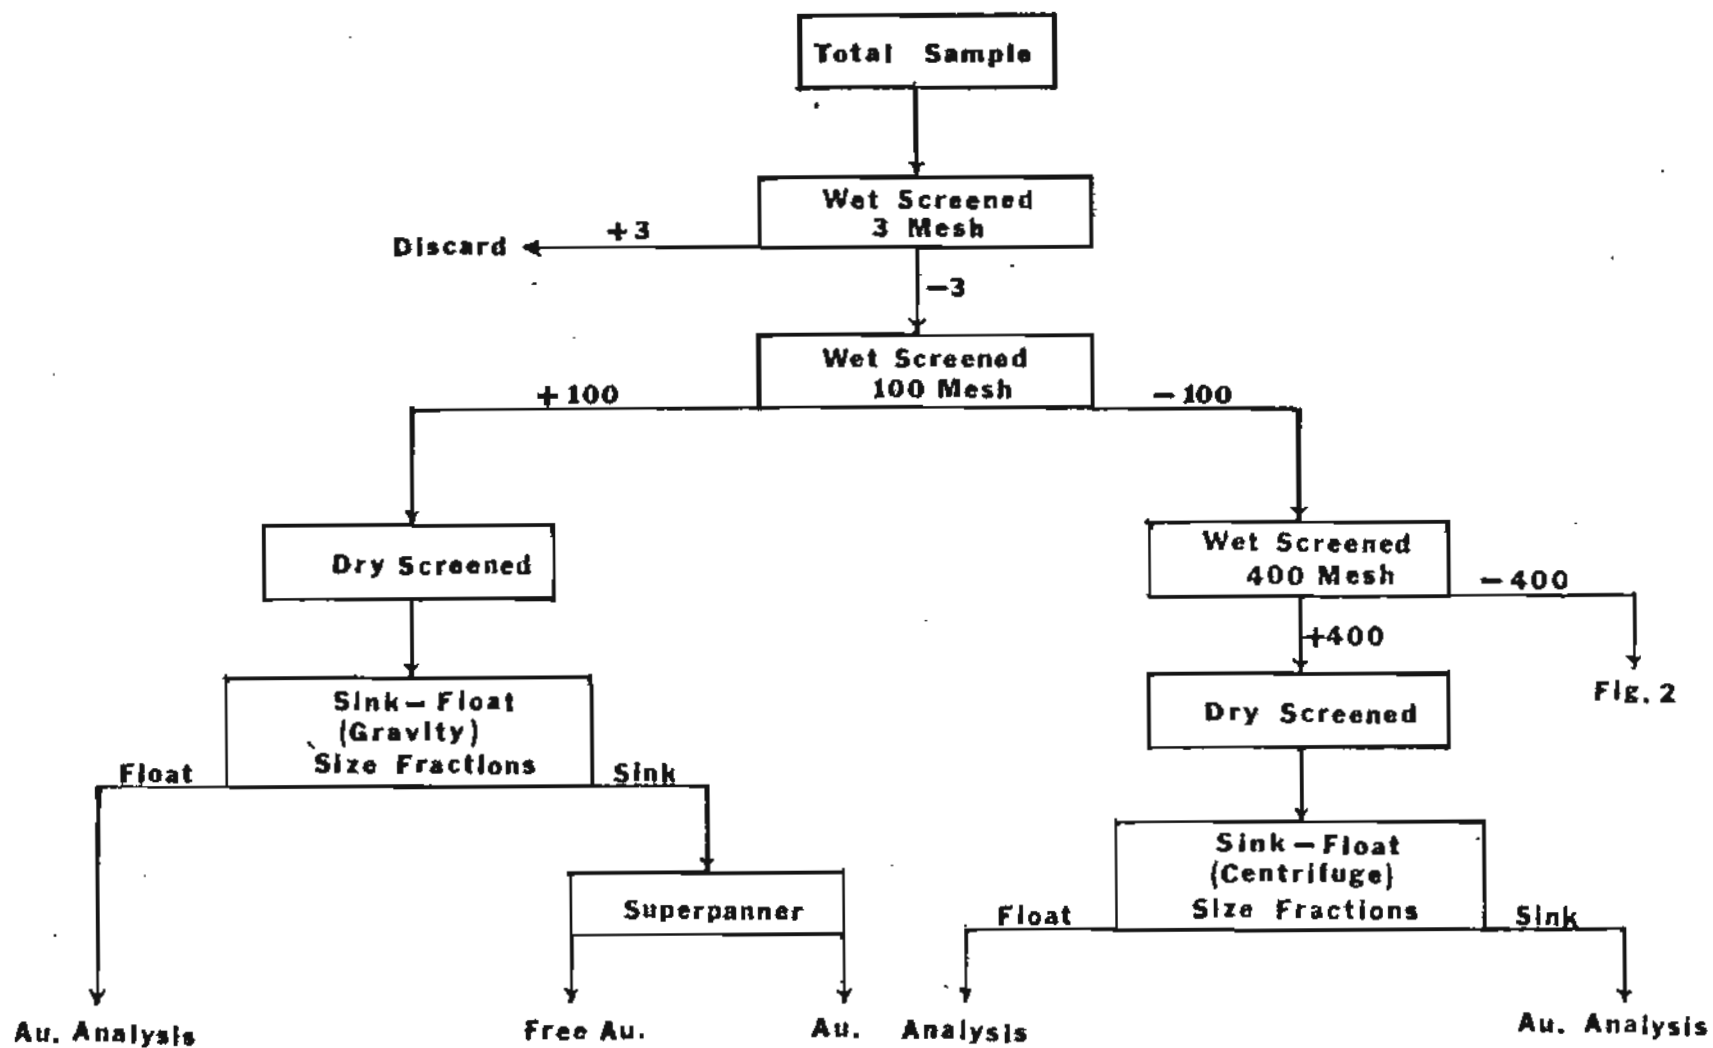 Total Sample
Wet Screened
3 Mesh
+3
Discard
-3
Wet Screened
100 Mesh
+100
-100
Dry Screened
Wet Screened
400 Mesh
-400
+400
Fig. 2
Sink-Float
(Gravity)
Size Fractions
Float
Sink
Dry Screened
Superpanner
Sink-Float
(Centrifuge)
Size Fractions
Float
Sink
Au. Analysis
Free Au.
Au. Analysis
Au. Analysis